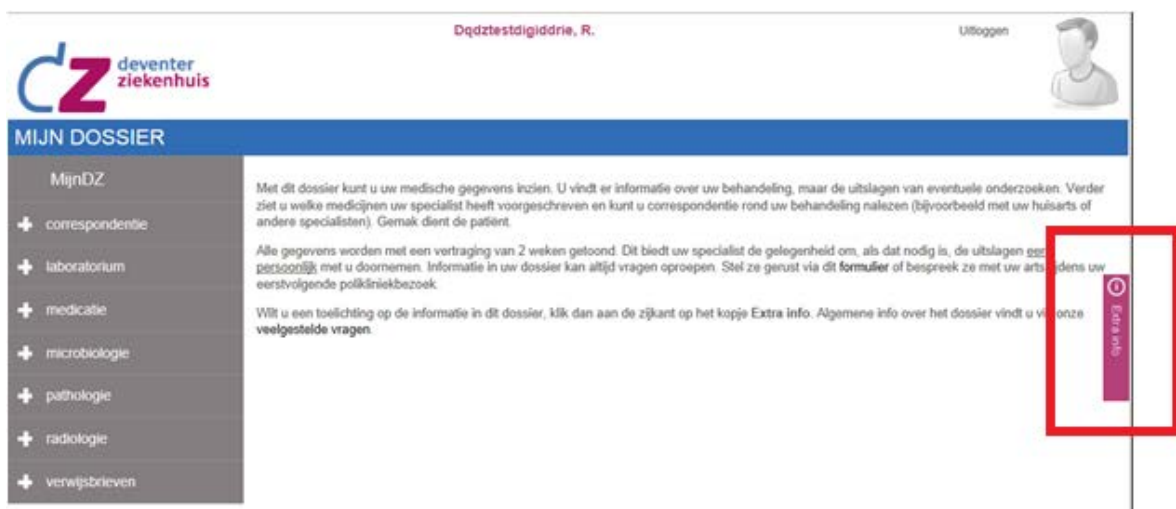 Dqdztestdigiddrie, R.
Uitloggen
dz deventer
ziekenhuis
MIJN DOSSIER
MijnDZ
correspondentie
laboratorium
medicatie
microbiologie
pathologie
radiologie
verwijsbrieven
Met dit dossier kunt u uw medische gegevens inzien. U vindt er informatie over uw behandeling, maar de uitslagen van eventuele onderzoeken. Verder
ziet u welke medicijnen uw specialist heeft voorgeschreven en kunt u correspondentie rond uw behandeling nalezen (bijvoorbeeld met uw huisarts of
andere specialisten). Gemak dient de patient.
Alle gegevens worden met een vertraging van 2 weken getoond. Dit biedt uw specialist de gelegenheid om, als dat nodig is, de uitslagen
persoonlijk met u doornemen. Informatie in uw dossier kan altijd vragen oproepen. Stel ze gerust via dit formulier of bespreek ze met uw arts uw
eerstvolgende polikliniekbezoek.
Wilt u een toelichting op de informatie in dit dossier, klik dan aan de zijkant op het kopje Extra info. Algemene info over het dossier vindt u onze
veelgestelde vragen.
Extra info